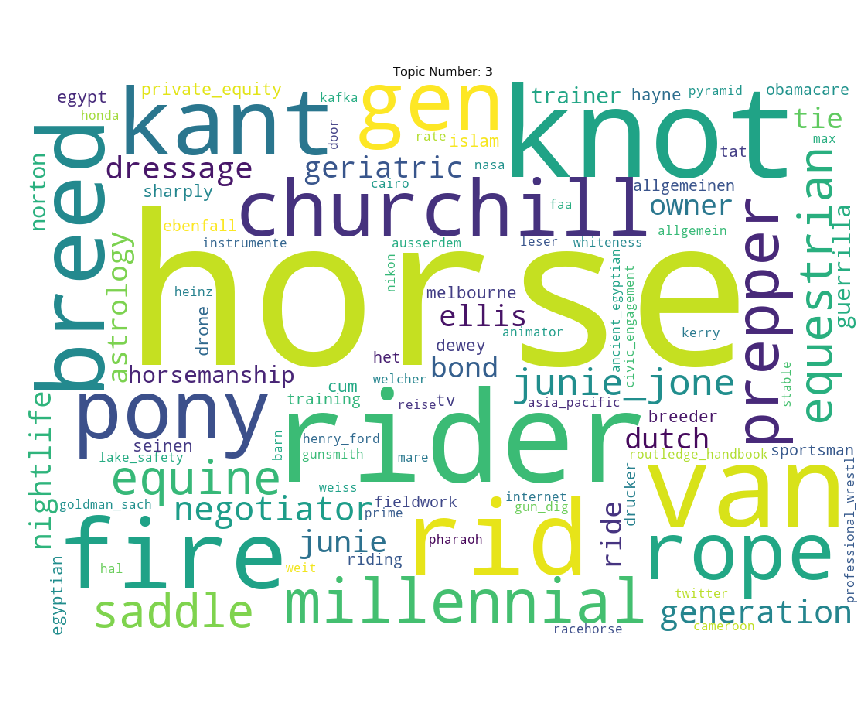 Topic Number: 3
egypt
private_equity
kafka
gen
trainer
hayne
pyramid
obamacare
honda
kant
door
rate
islam
knot
tie
max
breed
dressage
geriatric
nasa
tat
norton
sharply
cairo
churchill
allgemeinen
owner
equestrian
guerrilla
ebenfall
faa
allgemein
instrumente
ausserdem
leser
whiteness
astrology
horse
prepper
heinz
drone
nikon
melbourne
ellis
animator
ancient_egyptian
civic_engagement
kerry
dewey
het
bond
horsemanship
cum
welcher
junie_jone
stable
pony
training
reise
tv
asia_pacific
breeder
nightlife
seinen
barn
henry_ford
rider
dutch
sportsman
lake_safety
gunsmith
mare
routledge_handbook
equine
weiss
drucker
van
professional_wrestl
goldman_sach
negotiator
fieldwork
internet
prime
gun_dig
ride
fire
junie
riding
pharaoh
rid
rope
egyptian
hal
weit
saddle
millennial
twitter
generation
cameroon
racehorse